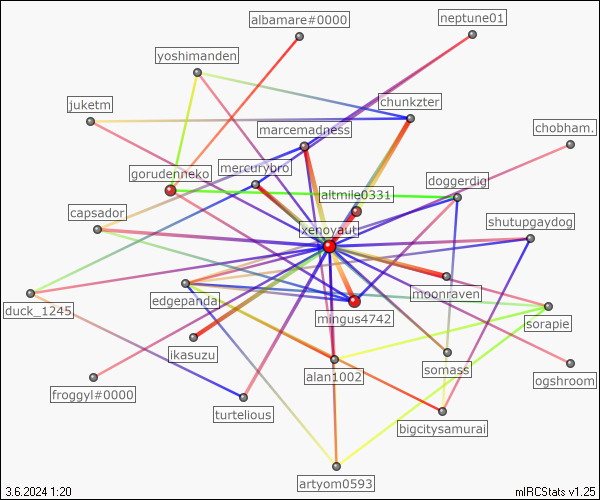 albamare#0000
neptune01
yoshimanden
juketm
chunkzter
marcemadness
chobham.
gorudenneko
mercurybro
doggerdig
altmile0331
capsador
shutupgaydog
xenoyaut
moonraven
edgepanda
duck_1245
mingus4742
sorapie
ikasuzu
alan1002
somass
froggyl#0000
ogshroom
turtelious
bigcitysamurai
artyom0593
3.6.2024 1:20
mIRCStats v1.25